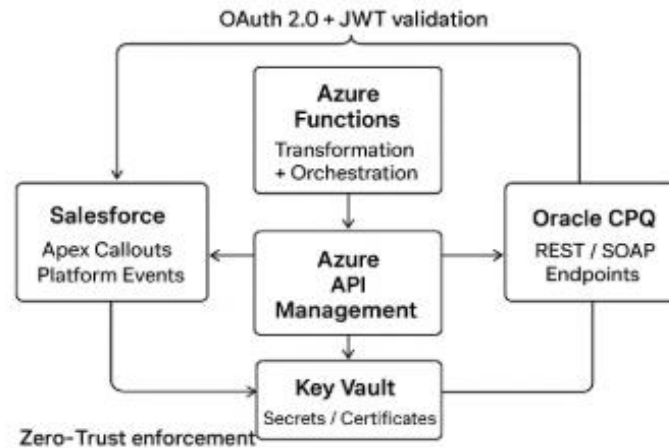 OAuth 2.0 + JWT validation
Azure
Functions
Transformation
+ Orchestration
Salesforce
Apex Callouts
Platform Events
Azure
API
Management
Oracle CPQ
REST / SOAP
Endpoints
Key Vault
Secrets / Certificates
Zero-Trust enforcement